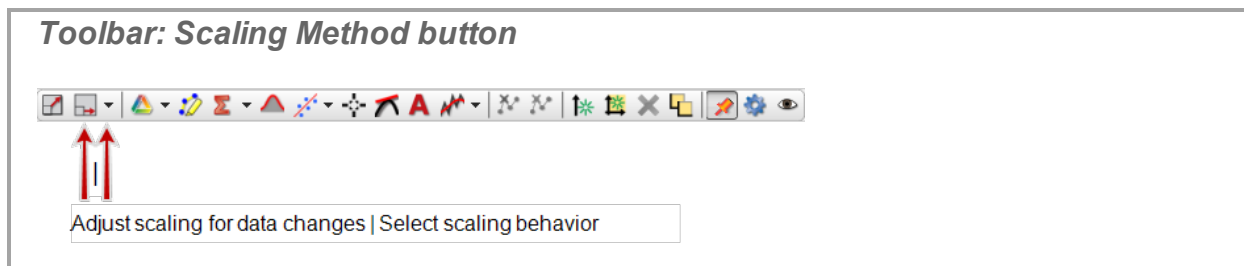 Toolbar: Scaling Method button
A
|
Adjust scaling for data changes | Select scaling behavior